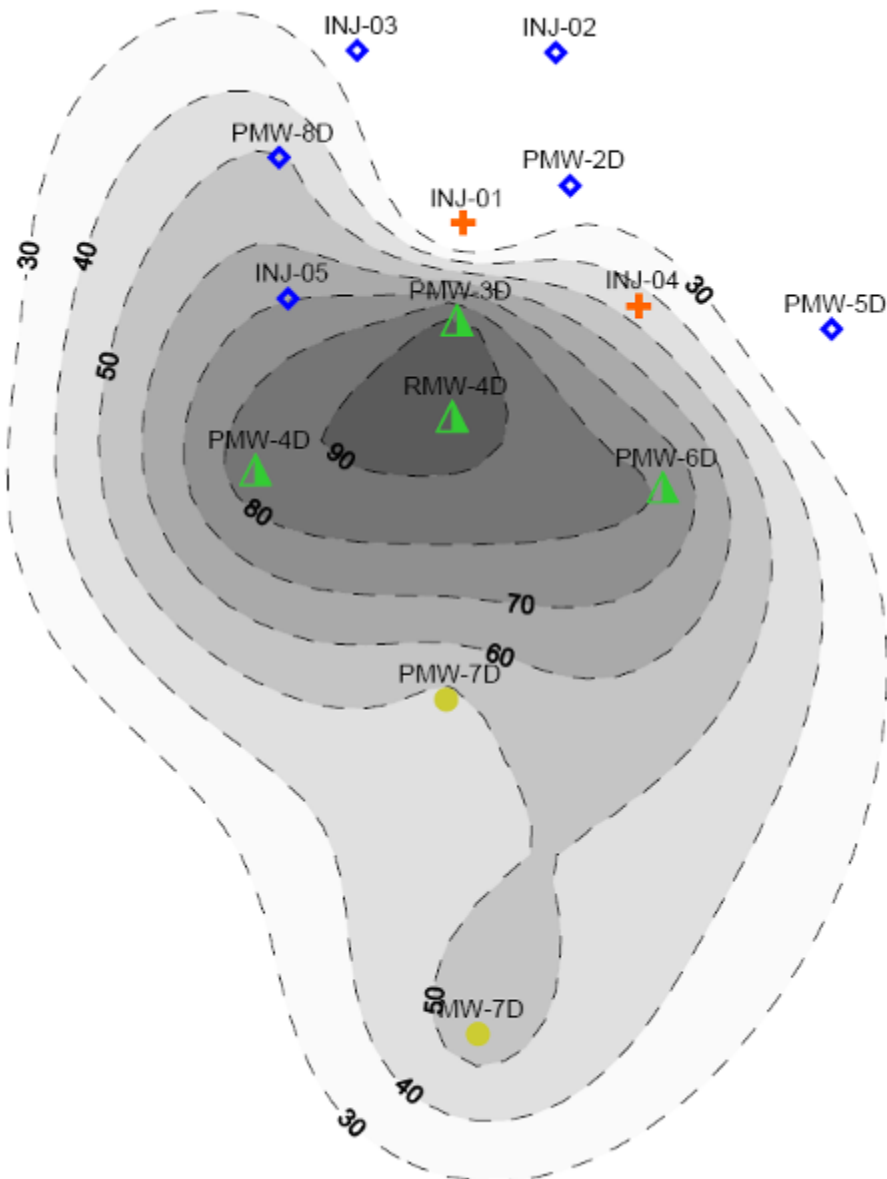 INJ-03
INJ-02
PMW-8D
PMW-2D
INJ-01
30
40
INJ-05
PMW-3D
INJ-04
30
PMW-5D
50
RMW-4D
PMW-4D
90
PMW-6D
80
70
60
PMW-7D
50
MW-7D
40
30